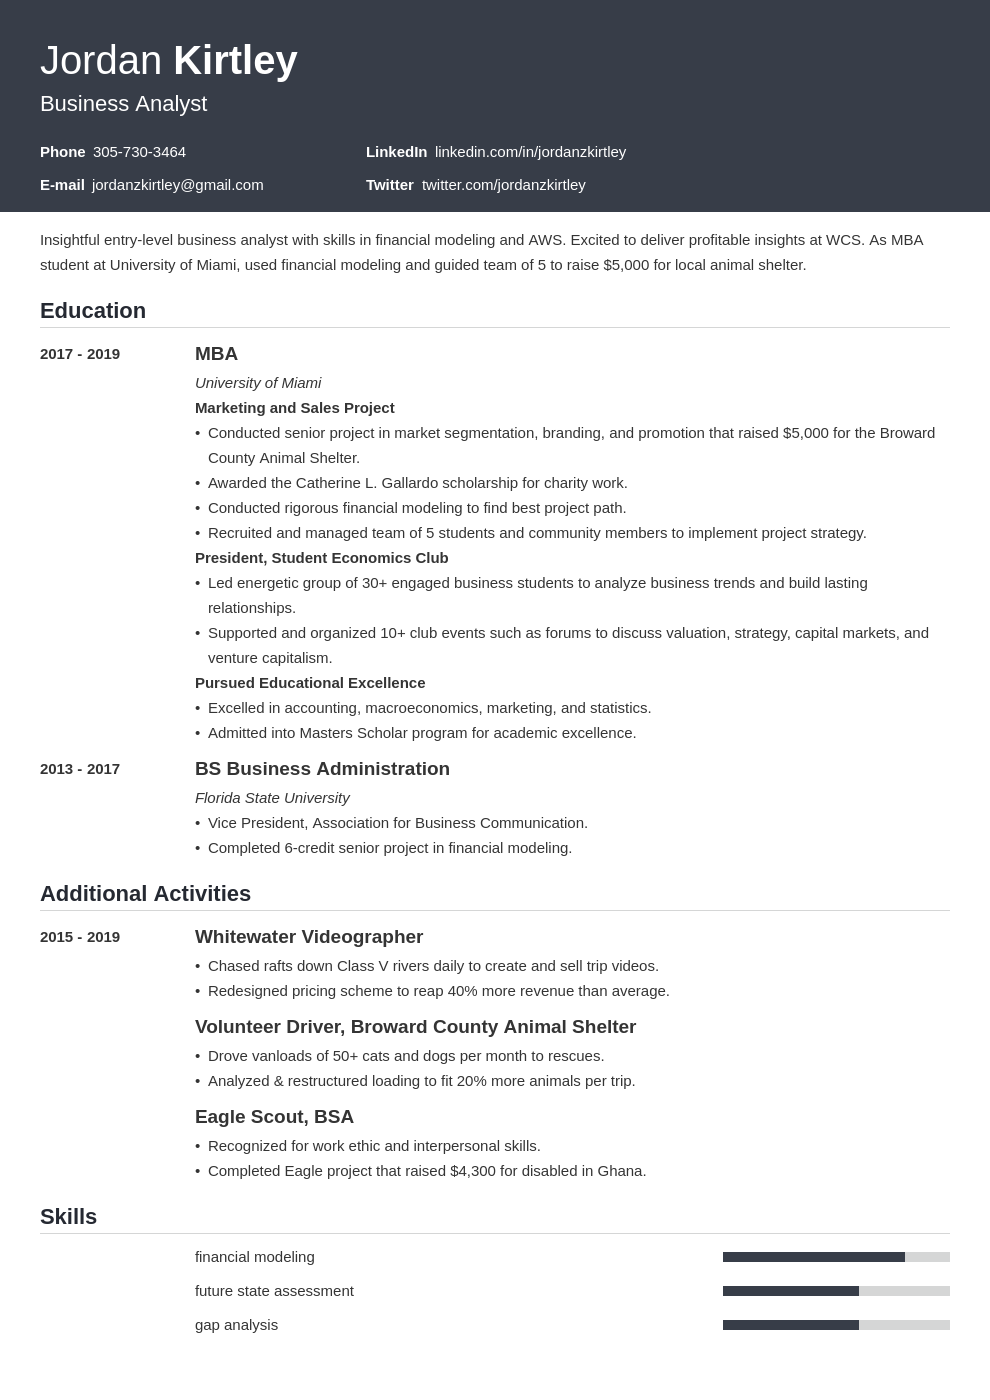 Jordan Kirtley
Business Analyst
Phone 305-730-3464 LinkedIn linkedin.com/in/jordanzkirtley
E-mail jordanzkirtley@gmail.com Twitter twitter.com/jordanzkirtley
Insightful entry-level business analyst with skills in financial modeling and AWS. Excited to deliver profitable insights at WCS. As MBA
student at University of Miami, used financial modeling and guided team of 5 to raise $5,000 for local animal shelter.
Education
2017 - 2019 MBA
University of Miami
Marketing and Sales Project
• Conducted senior project in market segmentation, branding, and promotion that raised $5,000 for the Broward
County Animal Shelter.
• Awarded the Catherine L. Gallardo scholarship for charity work.
• Conducted rigorous financial modeling to find best project path.
• Recruited and managed team of 5 students and community members to implement project strategy.
President, Student Economics Club
• Led energetic group of 30+ engaged business students to analyze business trends and build lasting
relationships.
• Supported and organized 10+ club events such as forums to discuss valuation, strategy, capital markets, and
venture capitalism.
Pursued Educational Excellence
• Excelled in accounting, macroeconomics, marketing, and statistics.
• Admitted into Masters Scholar program for academic excellence.
2013 - 2017 BS Business Administration
Florida State University
• Vice President, Association for Business Communication.
• Completed 6-credit senior project in financial modeling.
Additional Activities
2015 - 2019 Whitewater Videographer
• Chased rafts down Class V rivers daily to create and sell trip videos.
• Redesigned pricing scheme to reap 40% more revenue than average.
Volunteer Driver, Broward County Animal Shelter
• Drove vanloads of 50+ cats and dogs per month to rescues.
• Analyzed & restructured loading to fit 20% more animals per trip.
Eagle Scout, BSA
• Recognized for work ethic and interpersonal skills.
• Completed Eagle project that raised $4,300 for disabled in Ghana.
Skills
financial modeling
future state assessment
gap analysis